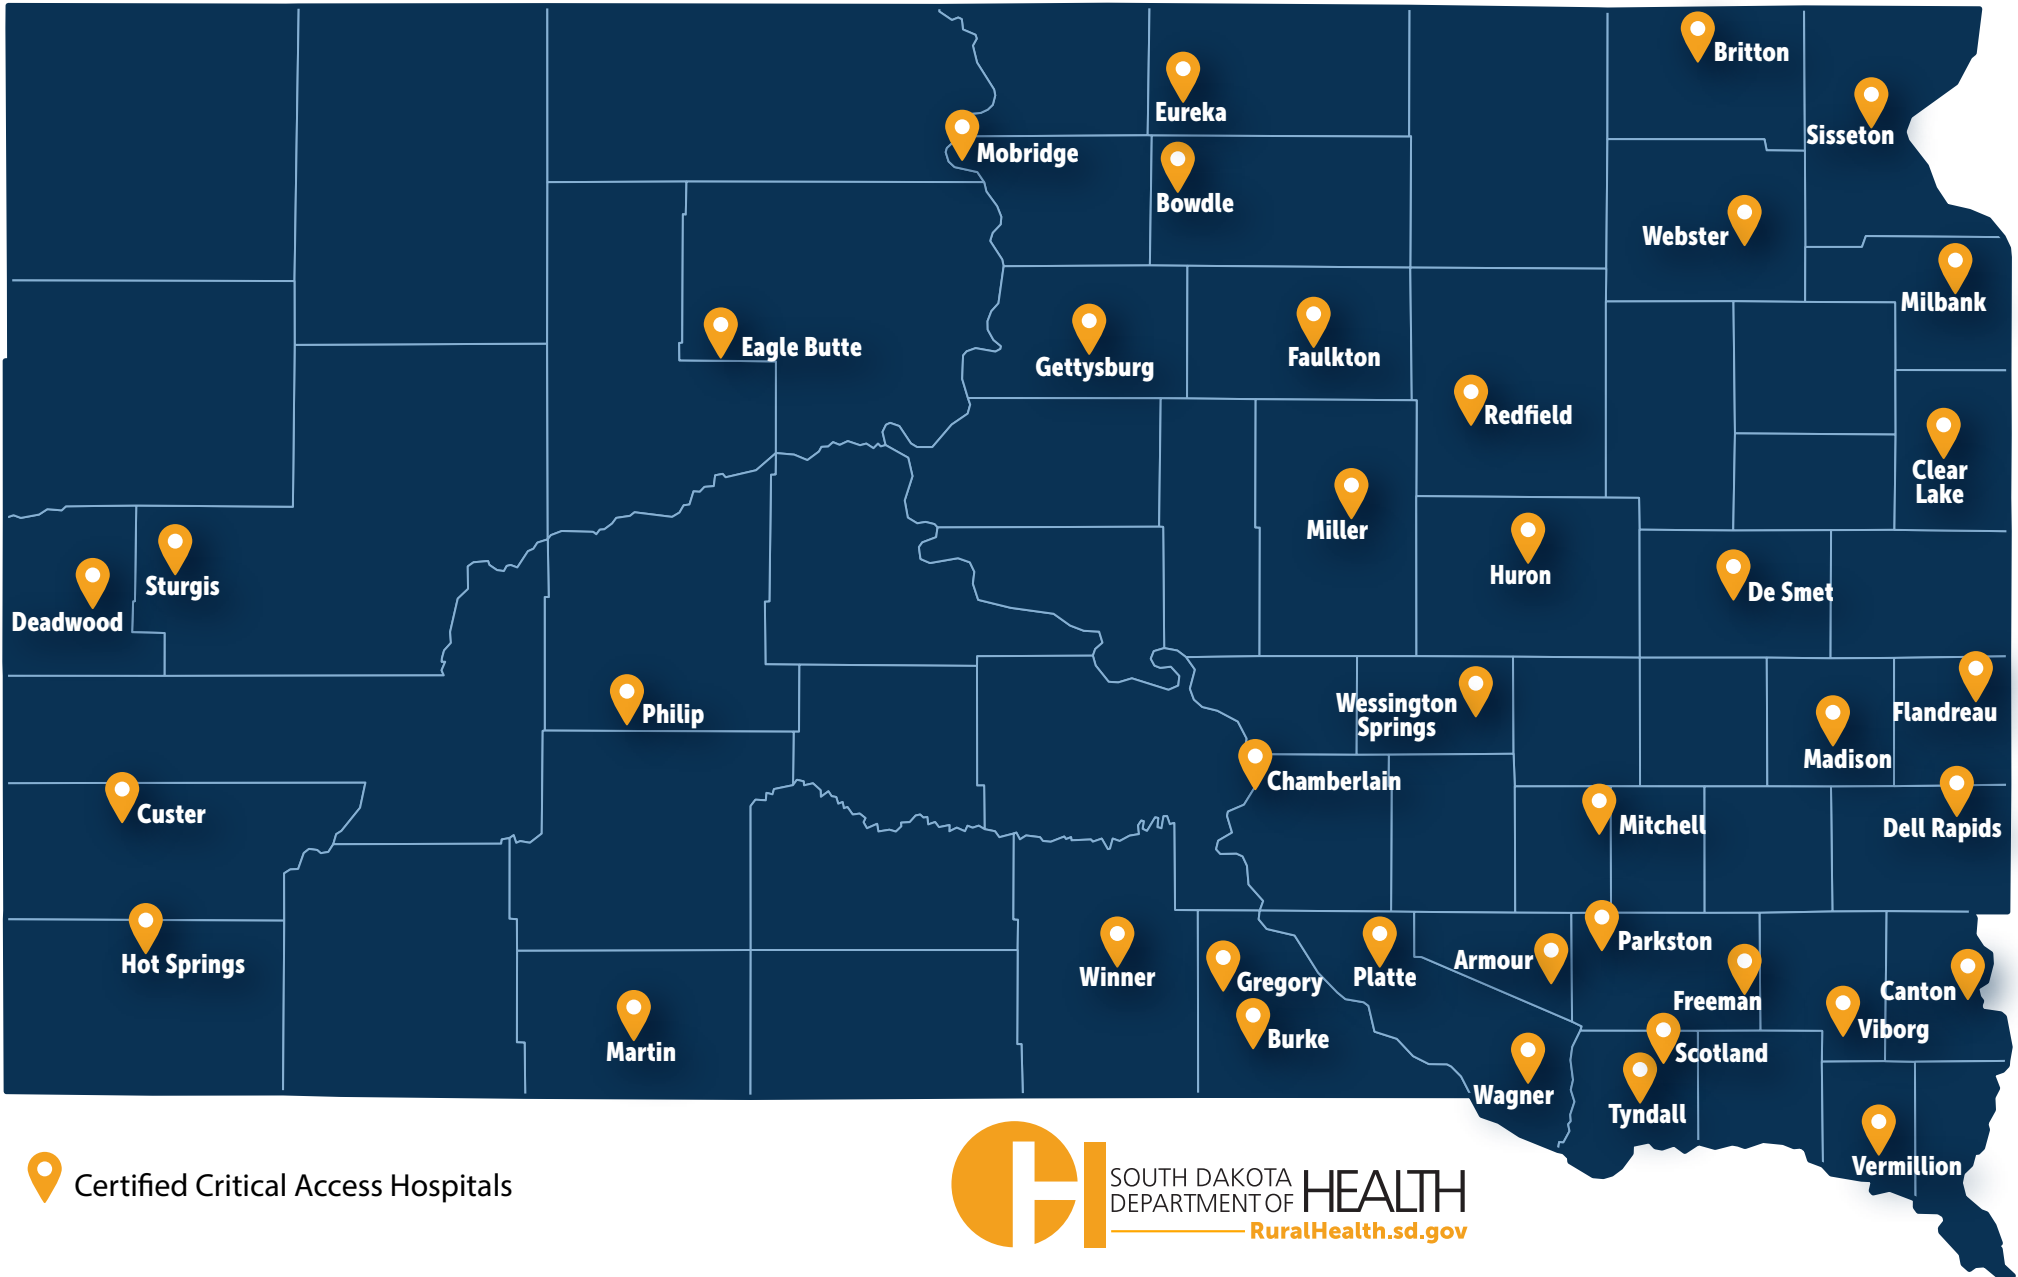 Britton
Eureka
Sisseton
Mobridge
Bowdle
Webster
Milbank
Eagle Butte
Gettysburg
Faulkton
Redfield
Clear
Lake
Miller
Huron
De Smet
Sturgis
Deadwood
Philip
Wessington
Springs
Flandreau
Madison
Chamberlain
Custer
Mitchell
Dell Rapids
Hot Springs
Winner
Gregory
Platte
Armour
Parkston
Freeman
Canton
Viborg
Burke
Martin
Scotland
Wagner
Tyndall
Vermillion
Certified Critical Access Hospitals
SOUTH DAKOTA
DEPARTMENT OF HEALTH
RuralHealth.sd.gov